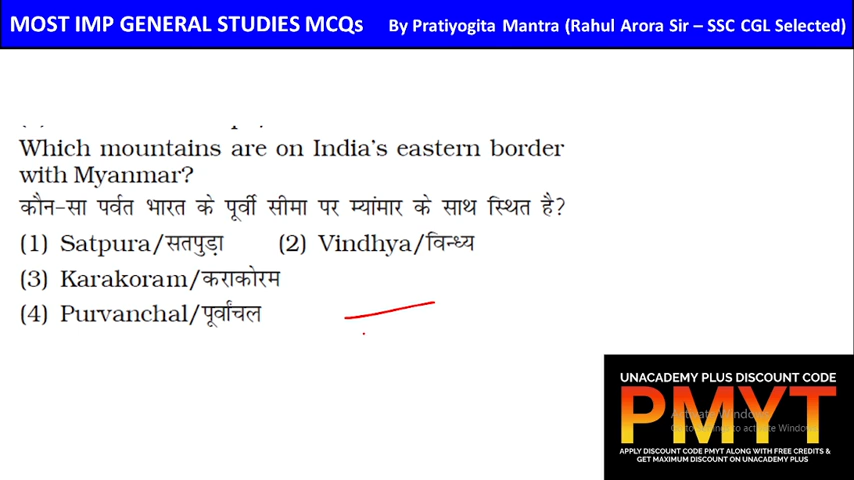 MOST IMP GENERAL STUDIES MCQs By Pratiyogita Mantra (Rahul Arora Sir – SSC CGL Selected)
Which mountains are on India's eastern border
with Myanmar?
कौन-सा पर्वत भारत के पूर्वी सीमा पर म्यांमार के साथ स्थित है?
(1) Satpura/सतपुड़ा (2) Vindhya/विन्ध्य
(3) Karakoram/काराकोरम
(4) Purvanchal/पूर्वांचल
UNACADEMY PLUS DISCOUNT CODE
PMYT
Activate Windows
APPLY DISCOUNT CODE PMYT ALONG WITH FREE CREDITS &
GET MAXIMUM DISCOUNT ON UNACADEMY PLUS